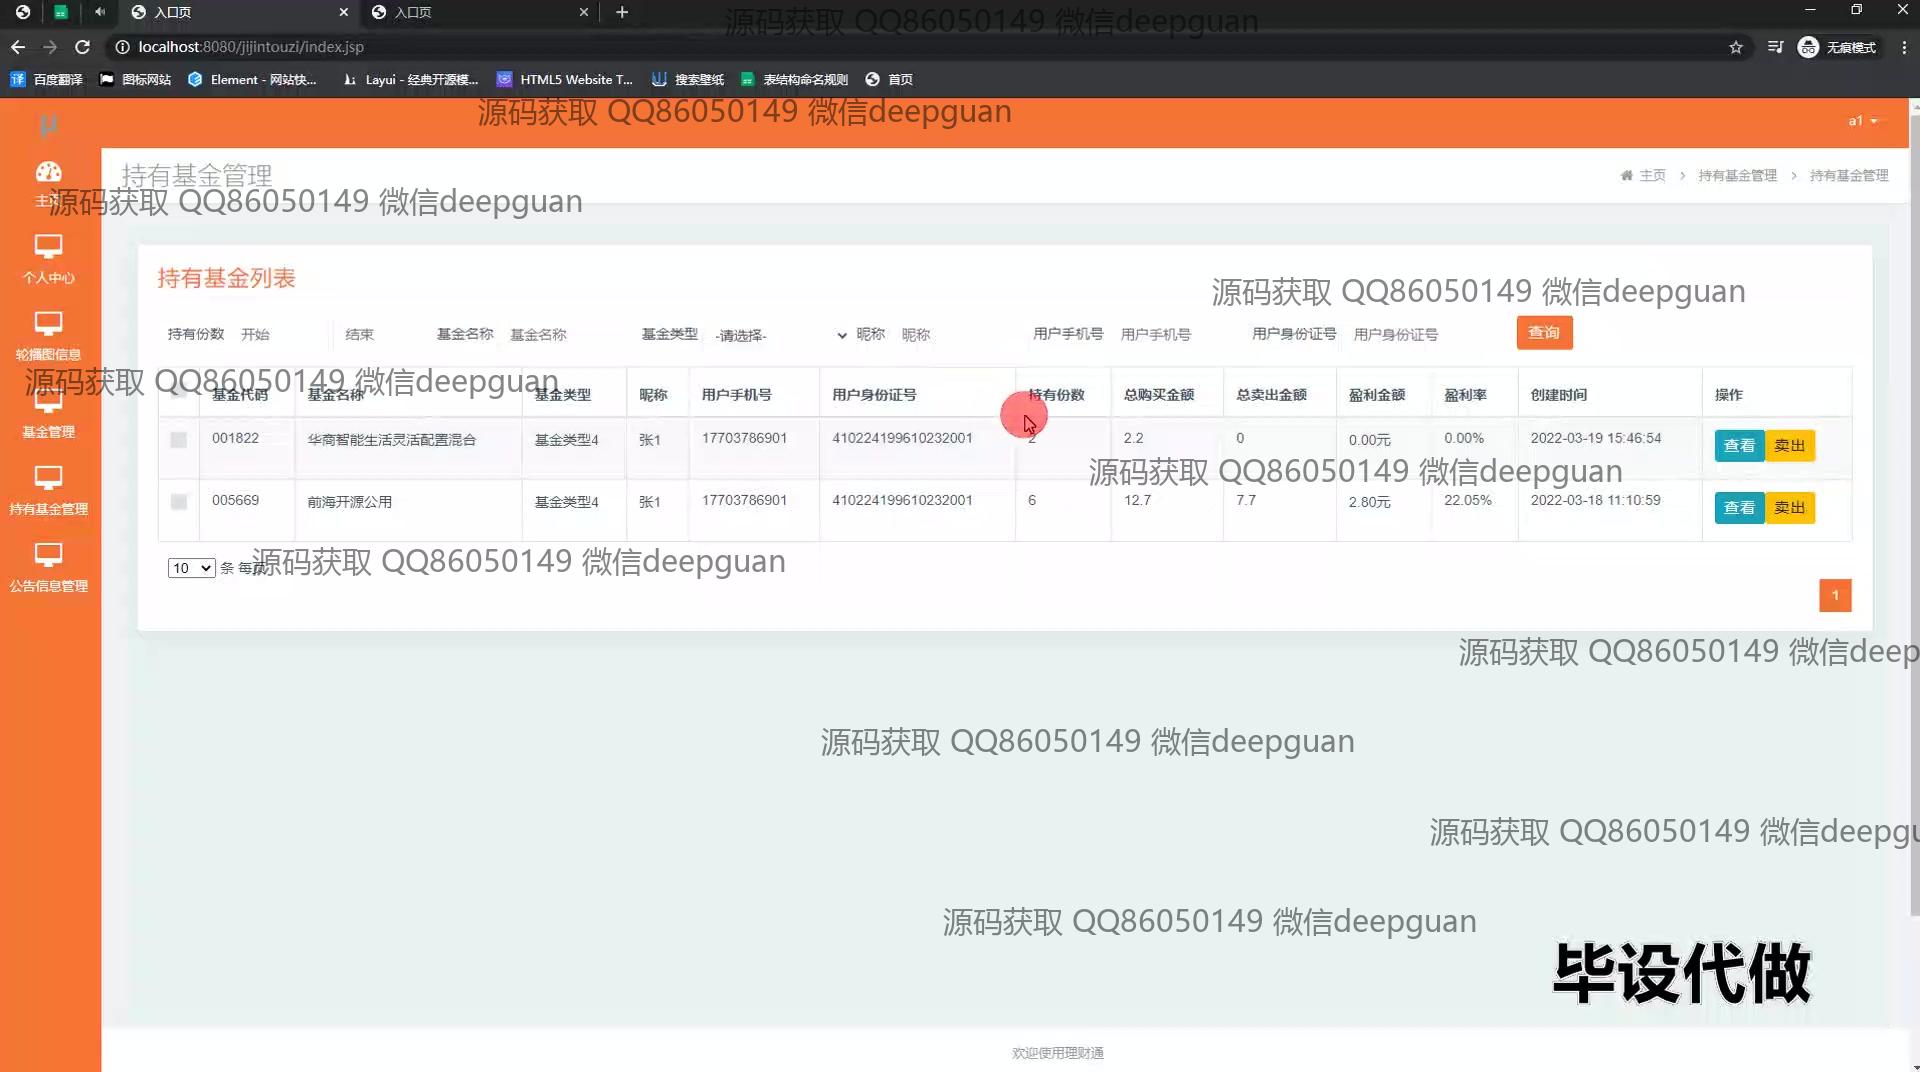 入口页
入口页
源码获取 QQ86050149 微信deepguan
localhost:8080/jijintouzi/index.jsp
无痕模式
百度翻译
图标网站
Element - 网站快...
Layui - 经典开源模...
HTML5 Website T...
搜索壁纸
表结构命名规则
首页
源码获取 QQ86050149 微信deepguan
a1
持有基金管理
主页 > 持有基金管理 > 持有基金管理
源码获取 QQ86050149 微信deepguan
个人中心
轮播图信息
基金管理
持有基金管理
公告信息管理
持有基金列表
源码获取 QQ86050149 微信deepguan
持有份数 开始 结束 基金名称 基金名称 基金类型 -请选择- 昵称 昵称 用户手机号 用户手机号 用户身份证号 用户身份证号 查询
源码获取 QQ86050149 微信deepguan
基金代码 基金名称 基金类型 昵称 用户手机号 用户身份证号 持有份数 总购买金额 总卖出金额 盈利金额 盈利率 创建时间 操作
001822 华商智能生活灵活配置混合 基金类型4 张1 17703786901 410224199610232001 2 2.2 0 0.00元 0.00% 2022-03-19 15:46:54 查看 卖出
源码获取 QQ86050149 微信deepguan
005669 前海开源公用 基金类型4 张1 17703786901 410224199610232001 6 12.7 7.7 2.80元 22.05% 2022-03-18 11:10:59 查看 卖出
10 条 每页
源码获取 QQ86050149 微信deepguan
1
源码获取 QQ86050149 微信deep
源码获取 QQ86050149 微信deepguan
源码获取 QQ86050149 微信deepgu
源码获取 QQ86050149 微信deepguan
毕设代做
欢迎使用理财通